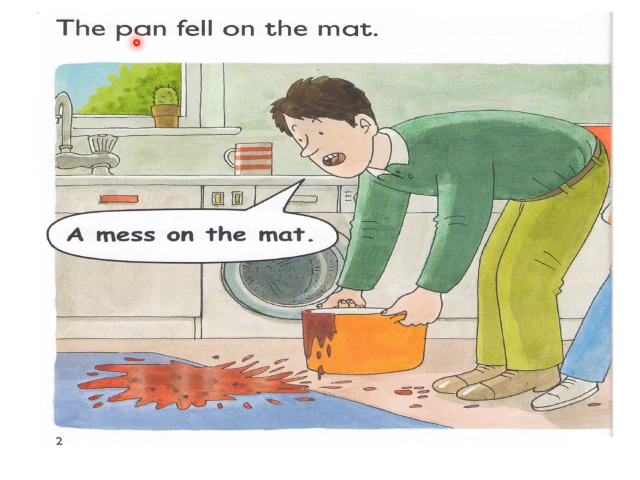 The pan fell on the mat.
A mess on the mat.
2